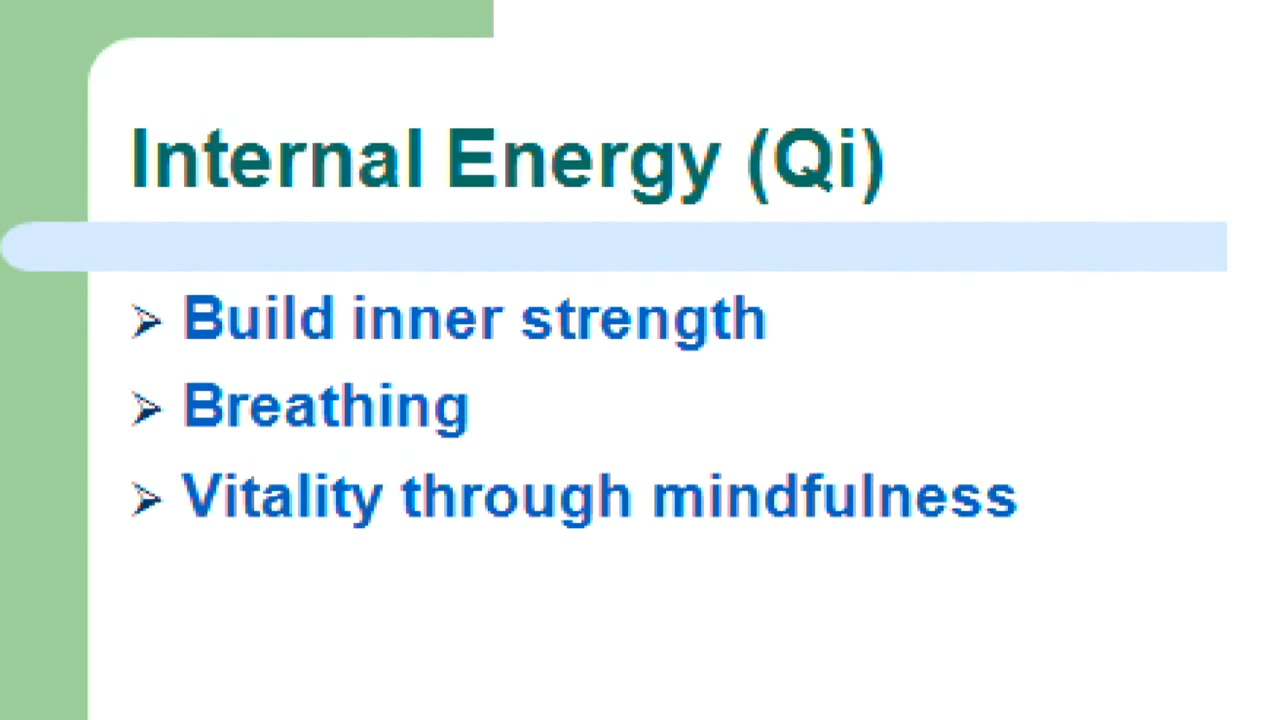 Internal Energy (Qi)
➢ Build inner strength
➢ Breathing
➢ Vitality through mindfulness